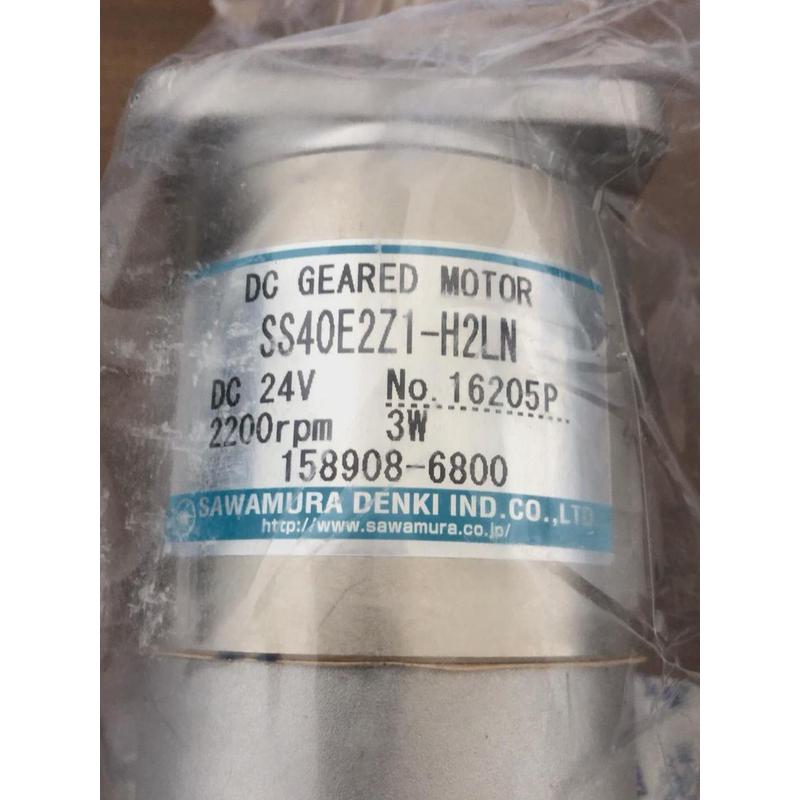 DC GEARED MOTOR
SS40E2Z1-H2LN
DC 24V No. 16205P
2200rpm 3W
158908-6800
SAWAMURA DENKI IND.CO.,LTD.
http://www.sawamura.co.jp/